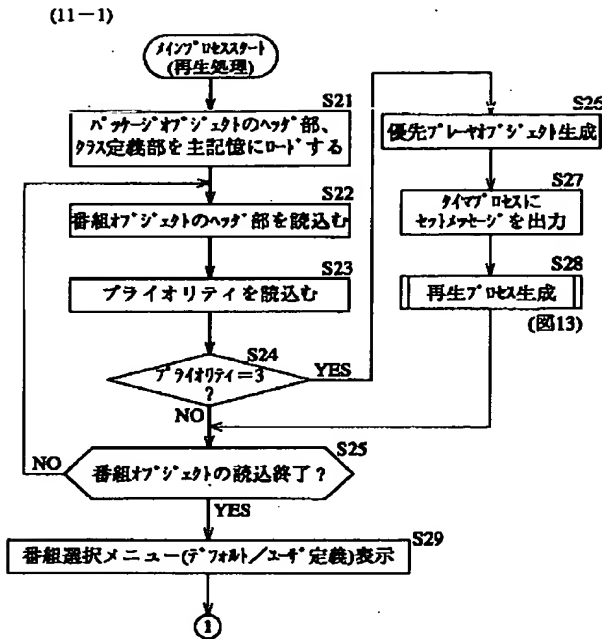 (11−1)
メインプロセススタート
(再生処理)
S21
パッケージオブジェクトのヘッダ部、
クラス定義部を主記憶にロードする
S22
番組オブジェクトのヘッダ部を読込む
S23
プライオリティを読込む
S24
プライオリティ=3
?
YES
NO
S25
番組オブジェクトの読込終了?
NO
YES
S29
番組選択メニュー(デフォルト/ユーザ定義)表示
1
S26
優先プレーヤオブジェクト生成
S27
タイマプロセスに
セットメッセージを出力
S28
再生プロセス生成
(図13)